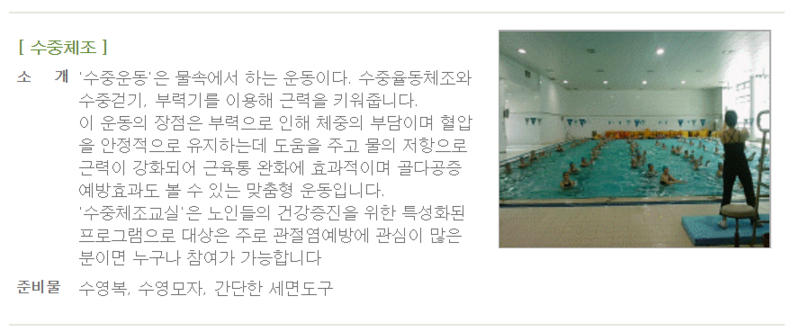 [ 수중체조 ]
소 개 '수중운동'은 물속에서 하는 운동이다. 수중율동체조와
수중걷기, 부력기를 이용해 근력을 키워줍니다.
이 운동의 장점은 부력으로 인해 체중의 부담이며 혈압
을 안정적으로 유지하는데 도움을 주고 물의 저항으로
근력이 강화되어 근육통 완화에 효과적이며 골다공증
예방효과도 볼 수 있는 맞춤형 운동입니다.
'수중체조교실'은 노인들의 건강증진을 위한 특성화된
프로그램으로 대상은 주로 관절염예방에 관심이 많은
분이면 누구나 참여가 가능합니다
준비물 수영복, 수영모자, 간단한 세면도구